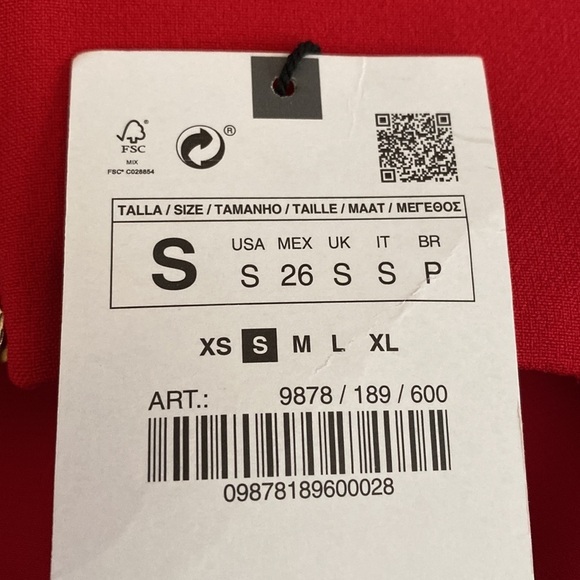 FSC®
MIX
FSC® C028854
®
TALLA / SIZE / TAMANHO / TAILLE / MAAT / ΜΕΓΕΘΟΣ
S
USA MEX UK IT BR
S 26 S S P
XS S M L XL
ART.: 9878 / 189 / 600
09878189600028